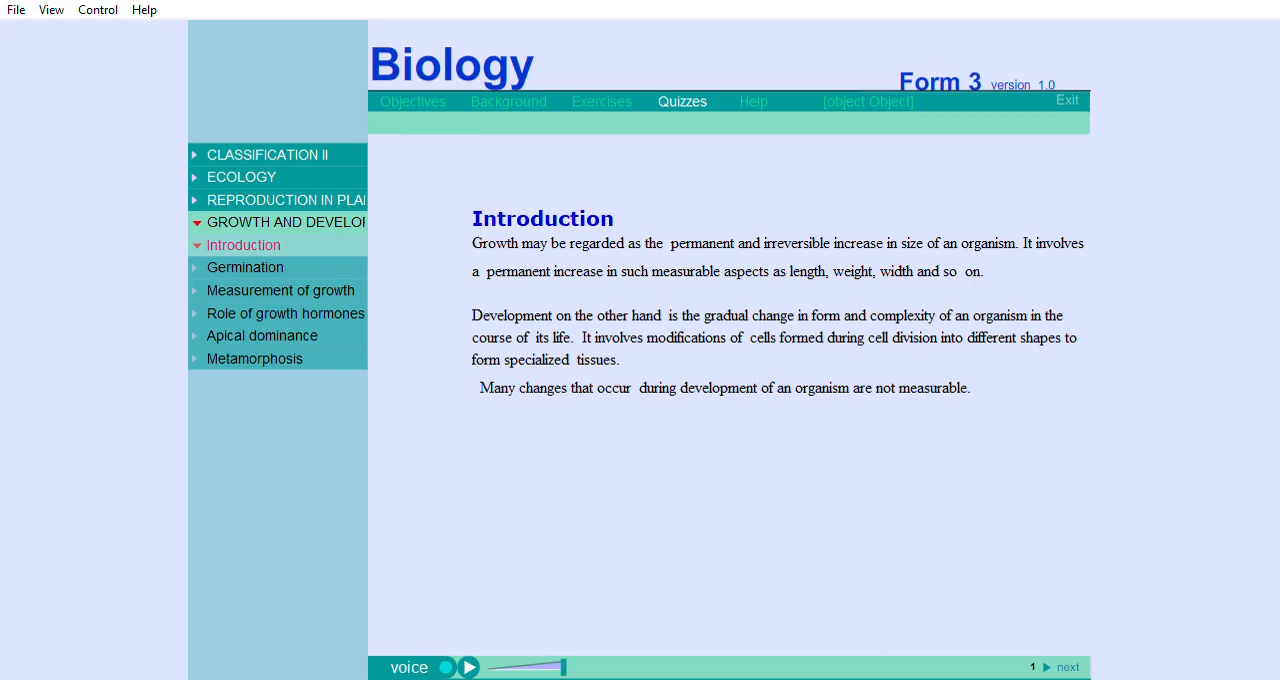 File View Control Help
Biology
Form 3 version 1.0
Objectives Background Exercises Quizzes Help [object Object] Exit
CLASSIFICATION II
ECOLOGY
REPRODUCTION IN PLA
GROWTH AND DEVELO
Introduction
Germination
Measurement of growth
Role of growth hormones
Apical dominance
Metamorphosis
Introduction
Growth may be regarded as the permanent and irreversible increase in size of an organism. It involves
a permanent increase in such measurable aspects as length, weight, width and so on.
Development on the other hand is the gradual change in form and complexity of an organism in the
course of its life. It involves modifications of cells formed during cell division into different shapes to
form specialized tissues.
Many changes that occur during development of an organism are not measurable.
voice
1 next